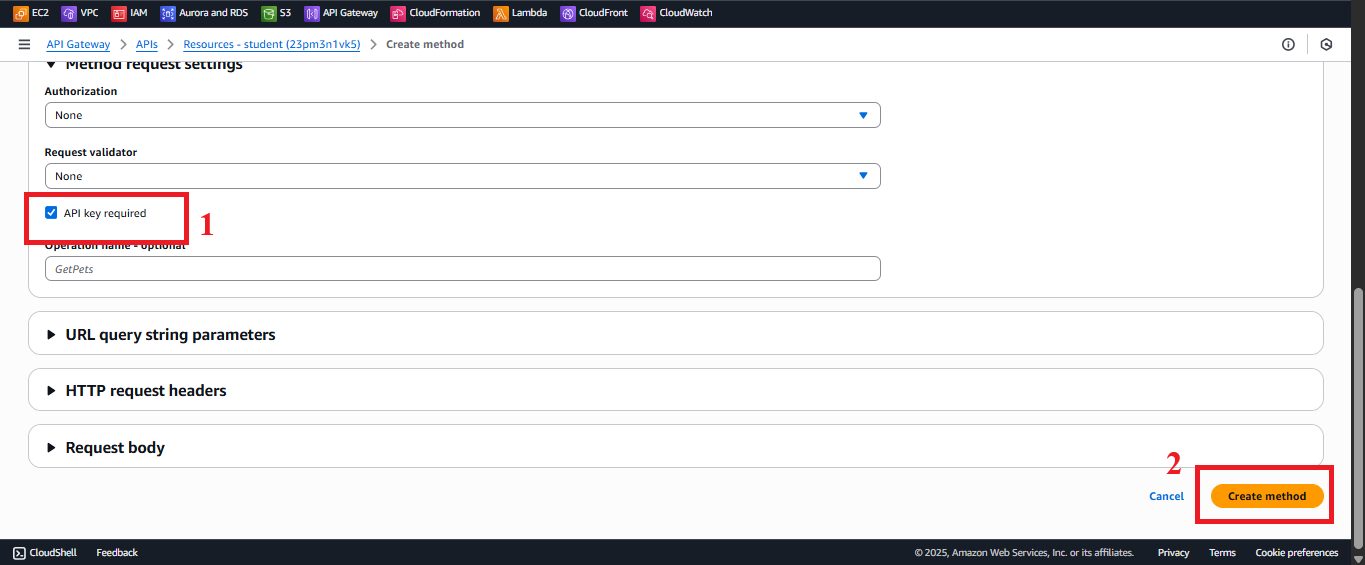 EC2 VPC IAM Aurora and RDS S3 API Gateway CloudFormation Lambda CloudFront CloudWatch
API Gateway > APIs > Resources - student (23pm3n1vk5) > Create method
Method request settings
Authorization
None
Request validator
None
API key required
1
Operation name - optional
GetPets
URL query string parameters
HTTP request headers
Request body
2
Cancel Create method
CloudShell Feedback © 2025, Amazon Web Services, Inc. or its affiliates. Privacy Terms Cookie preferences